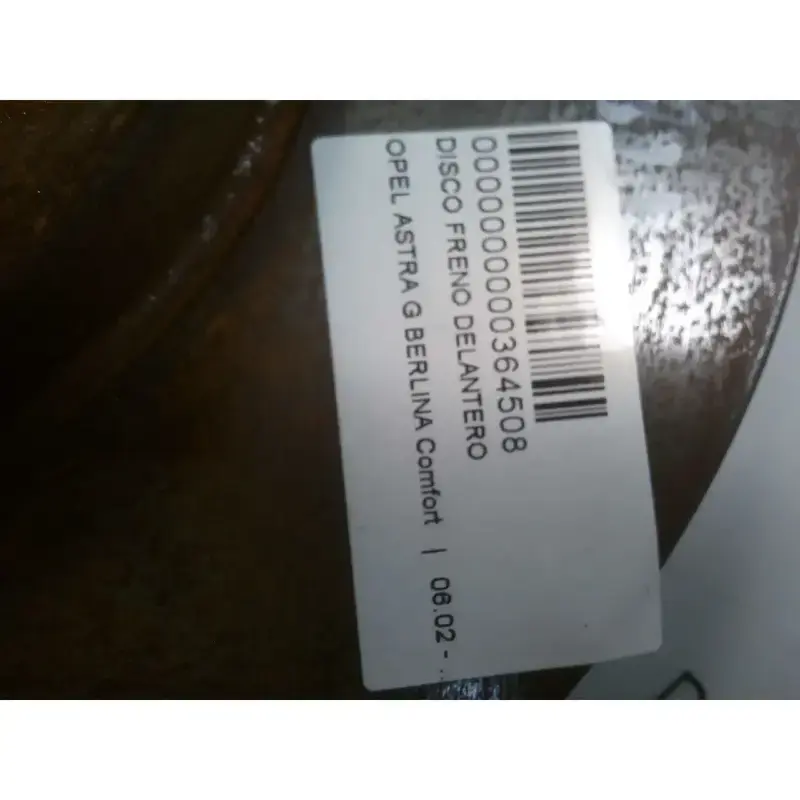 0000000000364508
DISCO FRENO DELANTERO
OPEL ASTRA G BERLINA Comfort | 06.02 - ...